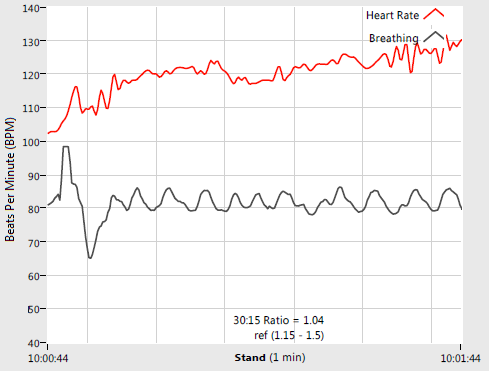 Heart Rate
Breathing
Beats Per Minute (BPM)
140
130
120
110
100
90
80
70
60
50
40
30:15 Ratio = 1.04
ref (1.15 - 1.5)
10:00:44 Stand (1 min) 10:01:44